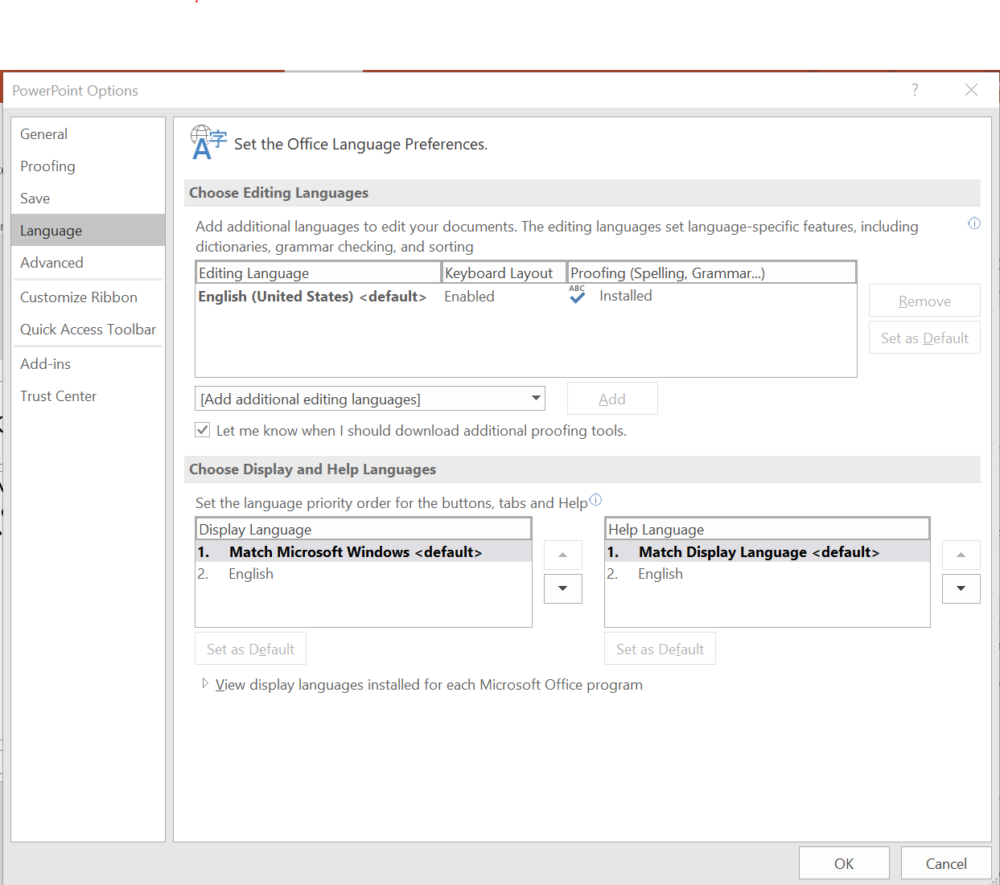 PowerPoint Options
?
General
Proofing
Save
Language
Advanced
Customize Ribbon
Quick Access Toolbar
Add-ins
Trust Center
A字 Set the Office Language Preferences.
Choose Editing Languages
Add additional languages to edit your documents. The editing languages set language-specific features, including
dictionaries, grammar checking, and sorting
Editing Language Keyboard Layout Proofing (Spelling, Grammar...)
English (United States) <default> Enabled ABC Installed
Remove
Set as Default
[Add additional editing languages] Add
Let me know when I should download additional proofing tools.
Choose Display and Help Languages
Set the language priority order for the buttons, tabs and Help
Display Language
1. Match Microsoft Windows <default>
2. English
Set as Default
Help Language
1. Match Display Language <default>
2. English
Set as Default
View display languages installed for each Microsoft Office program
OK Cancel